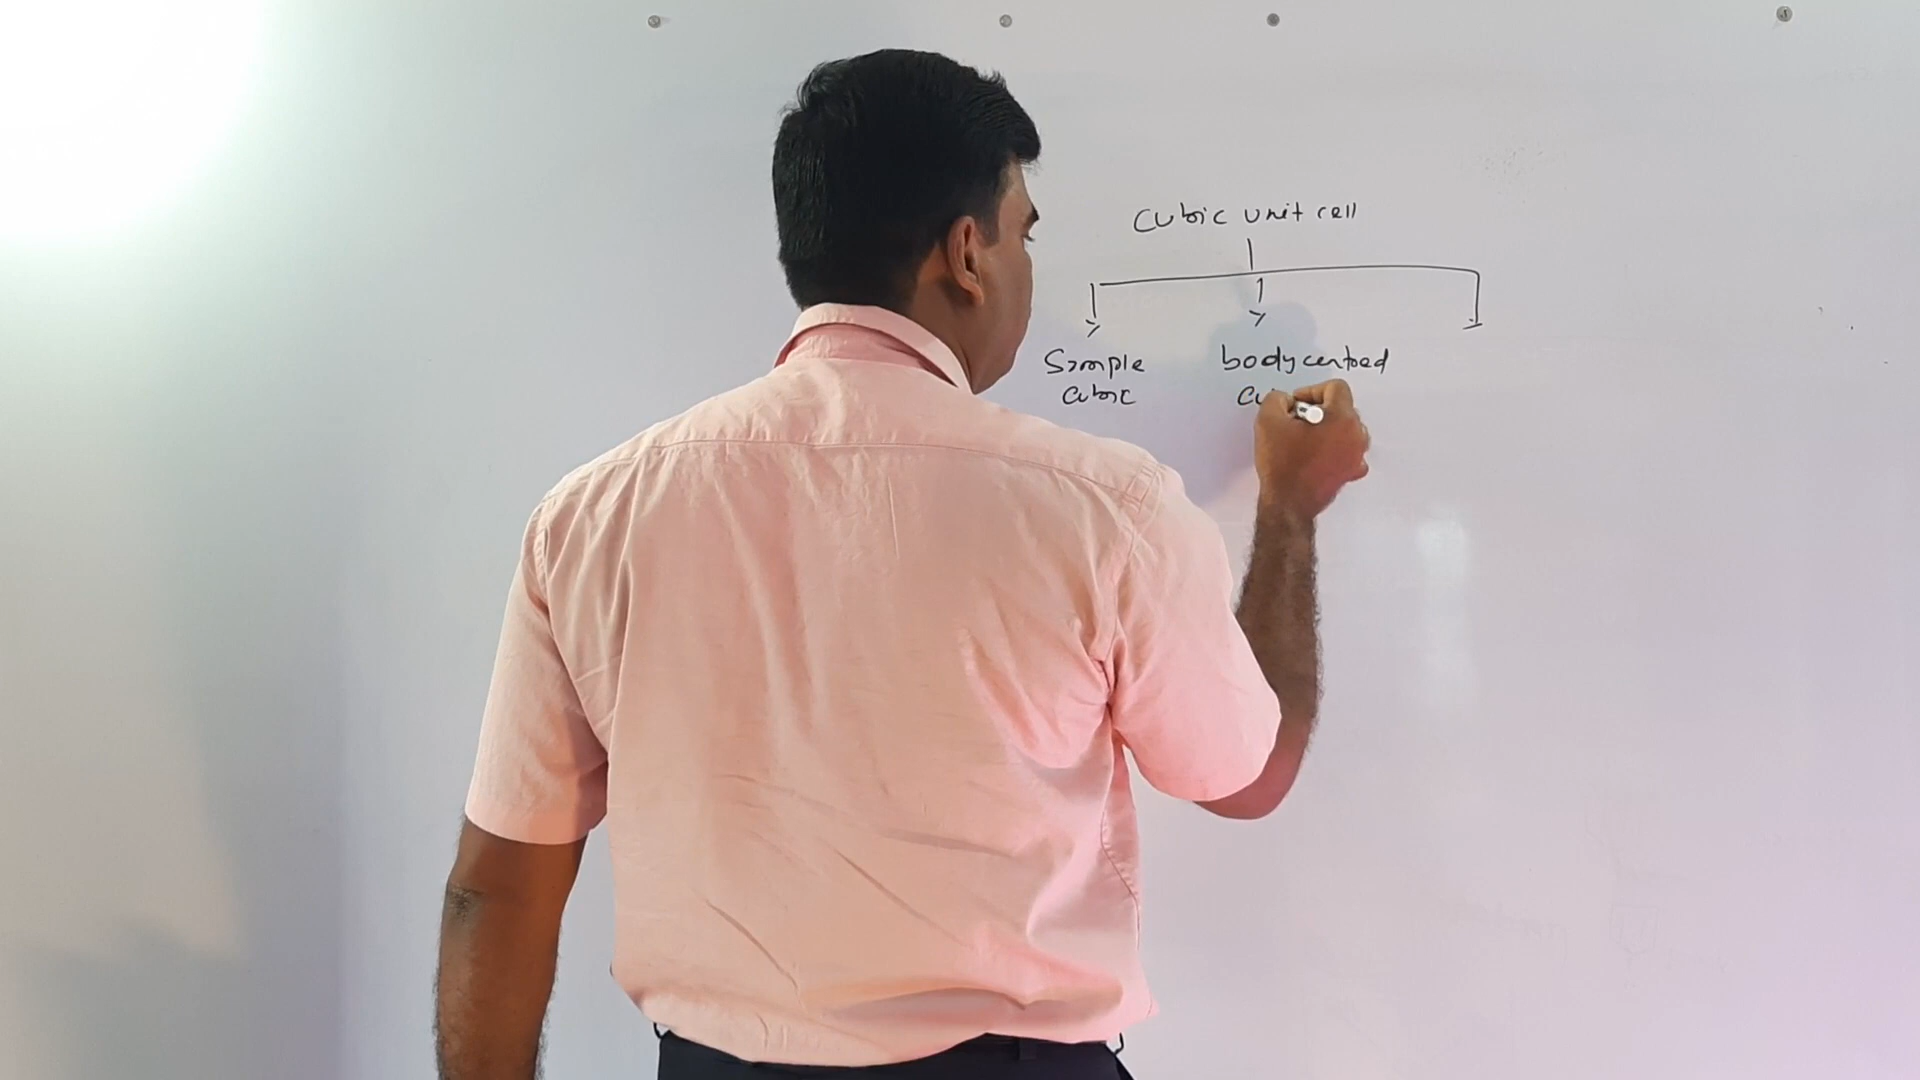 Cubic unit cell
Simple
bodycentred
Cubic